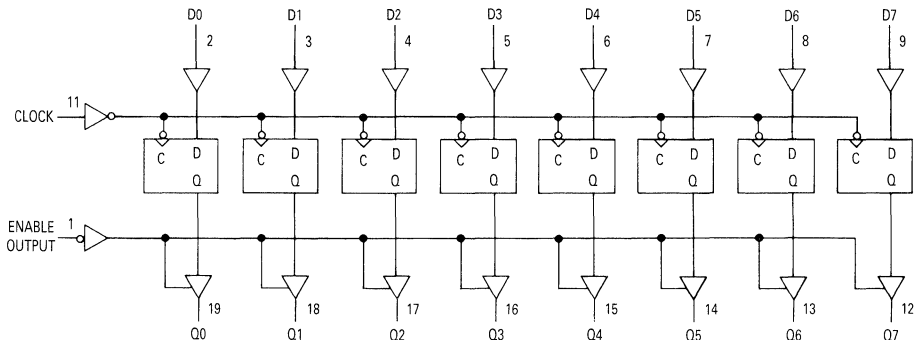 D0 D1 D2 D3 D4 D5 D6 D7
2 3 4 5 6 7 8 9
CLOCK 11
C D C D C D C D C D C D C D C D
Q Q Q Q Q Q Q Q
ENABLE 1
OUTPUT
19 18 17 16 15 14 13 12
Q0 Q1 Q2 Q3 Q4 Q5 Q6 Q7